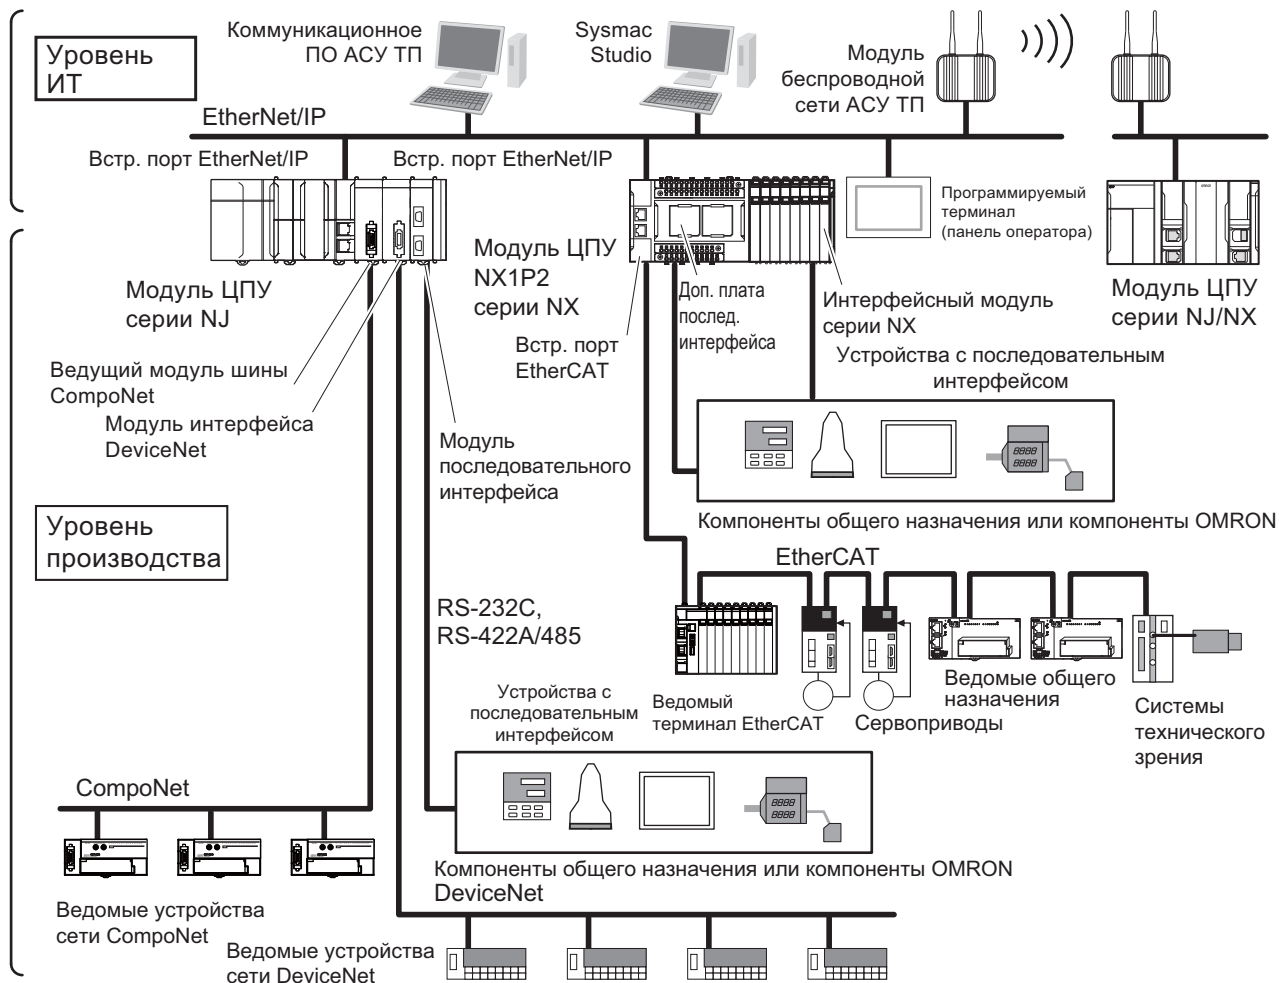 Уровень
ИТ
Коммуникационное
ПО АСУ ТП
Sysmac
Studio
Модуль
беспроводной
сети АСУ ТП
EtherNet/IP
Встр. порт EtherNet/IP
Встр. порт EtherNet/IP
Программируемый
терминал
(панель оператора)
Модуль ЦПУ
серии NJ
Модуль ЦПУ
NX1P2
серии NX
Доп. плата
послед.
интерфейса
Интерфейсный модуль
серии NX
Модуль ЦПУ
серии NJ/NX
Встр. порт
EtherCAT
Устройства с последовательным
интерфейсом
Ведущий модуль шины
CompoNet
Модуль интерфейса
DeviceNet
Модуль
последовательного
интерфейса
8888
8888
Компоненты общего назначения или компоненты OMRON
Уровень
производства
EtherCAT
RS-232C,
RS-422A/485
Ведомый
терминал EtherCAT
Сервоприводы
Ведомые общего
назначения
Системы
технического
зрения
Устройства с
последовательным
интерфейсом
8888
8888
CompoNet
Компоненты общего назначения или компоненты OMRON
DeviceNet
Ведомые устройства
сети CompoNet
Ведомые устройства
сети DeviceNet